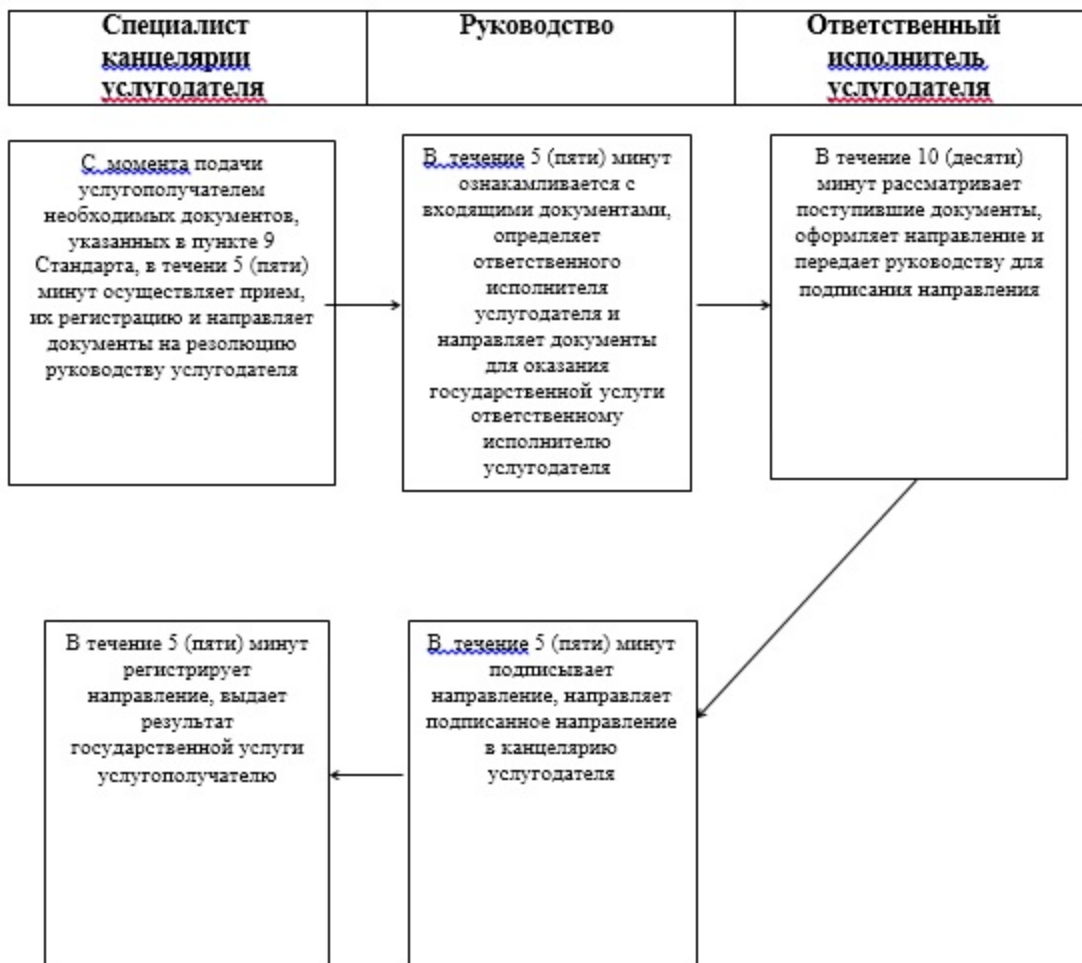 Специалист
канцелярии
услугодателя
Руководство
Ответственный
исполнитель
услугодателя
С момента подачи
услугополучателем
необходимых документов,
указанных в пункте 9
Стандарта, в течени 5 (пяти)
минут осуществляет прием,
их регистрацию и направляет
документы на резолюцию
руководству услугодателя
В течение 5 (пяти) минут
ознакамливается с
входящими документами,
определяет
ответственного
исполнителя
услугодателя и
направляет документы
для оказания
государственной услуги
ответственному
исполнителю
услугодателя
В течение 10 (десяти)
минут рассматривает
поступившие документы,
оформляет направление и
передает руководству для
подписания направления
В течение 5 (пяти) минут
регистрирует
направление, выдает
результат
государственной услуги
услугополучателю
В течение 5 (пяти) минут
подписывает
направление, направляет
подписанное направление
в канцелярию
услугодателя